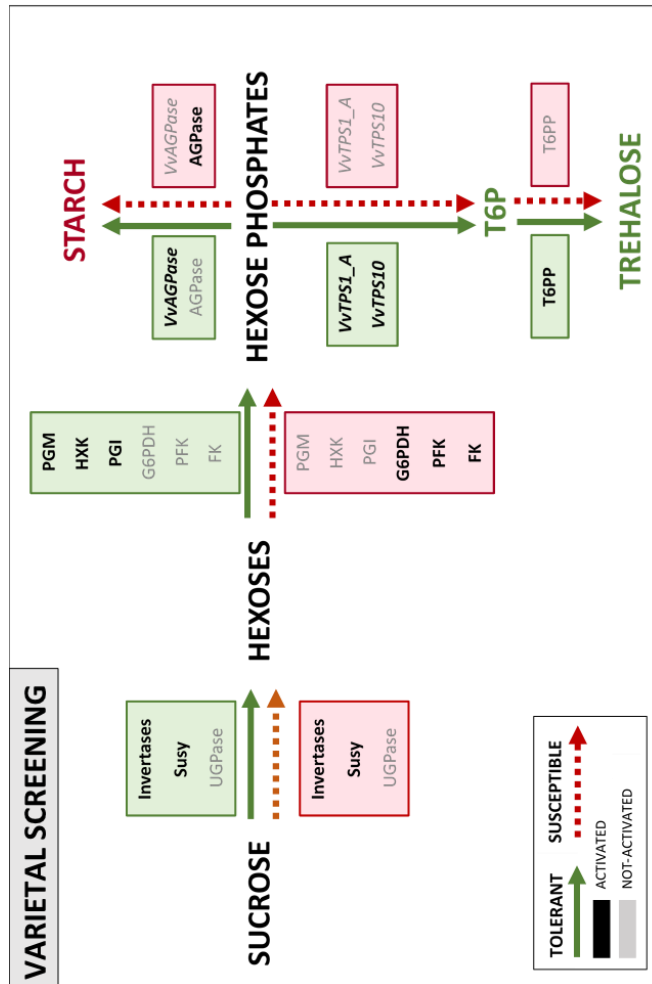 VARIETAL SCREENING
SUCROSE
Invertases
Susy
UGPase
Invertases
Susy
UGPase
HEXOSES
PGM
HXK
PGI
G6PDH
PFK
FK
PGM
HXK
PGI
G6PDH
PFK
FK
HEXOSE PHOSPHATES
STARCH
VvAGPase
AGPase
VvAGPase
AGPase
VvTPS1_A
VvTPS10
VvTPS1_A
VvTPS10
T6P
T6PP
T6PP
TREHALOSE
TOLERANT
SUSCEPTIBLE
ACTIVATED
NOT-ACTIVATED